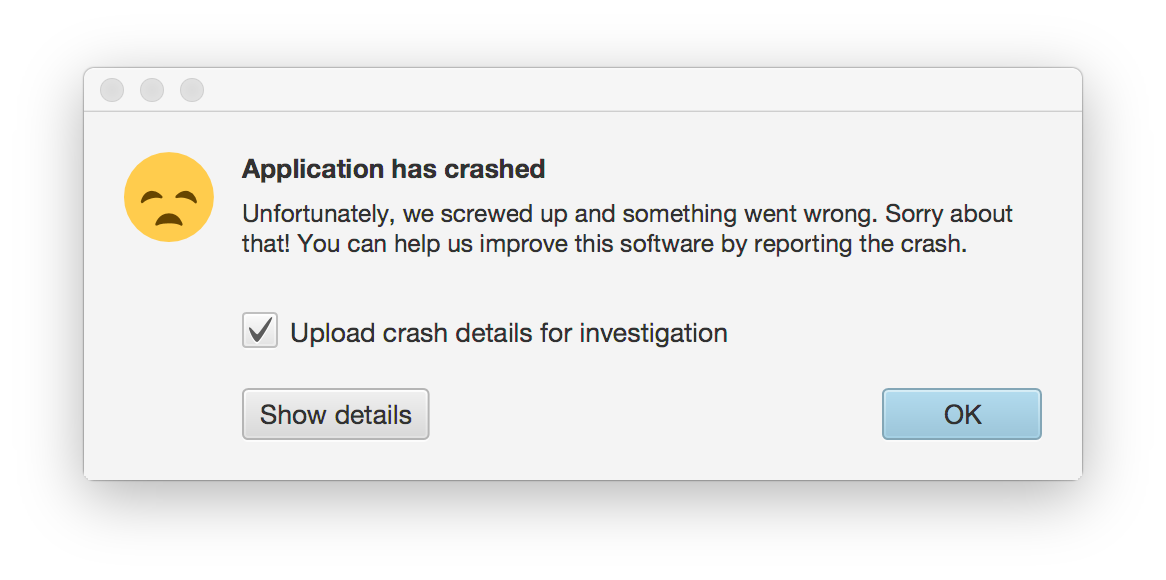 Application has crashed
Unfortunately, we screwed up and something went wrong. Sorry about
that! You can help us improve this software by reporting the crash.
Upload crash details for investigation
Show details
OK